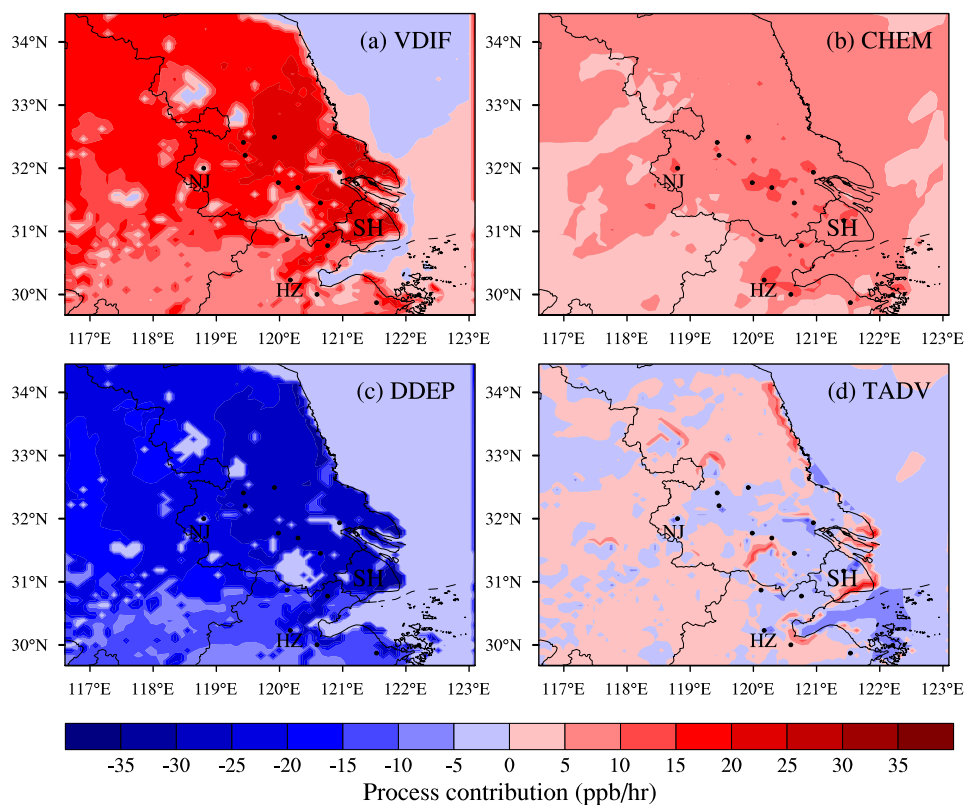 (a) VDIF
(b) CHEM
34°N
33°N
32°N
31°N
30°N
NJ
SH
HZ
117°E 118°E 119°E 120°E 121°E 122°E 123°E
34°N
33°N
32°N
31°N
30°N
NJ
SH
HZ
117°E 118°E 119°E 120°E 121°E 122°E 123°E
(c) DDEP
(d) TADV
34°N
33°N
32°N
31°N
30°N
NJ
SH
HZ
117°E 118°E 119°E 120°E 121°E 122°E 123°E
34°N
33°N
32°N
31°N
30°N
NJ
SH
HZ
117°E 118°E 119°E 120°E 121°E 122°E 123°E
-35 -30 -25 -20 -15 -10 -5 0 5 10 15 20 25 30 35
Process contribution (ppb/hr)